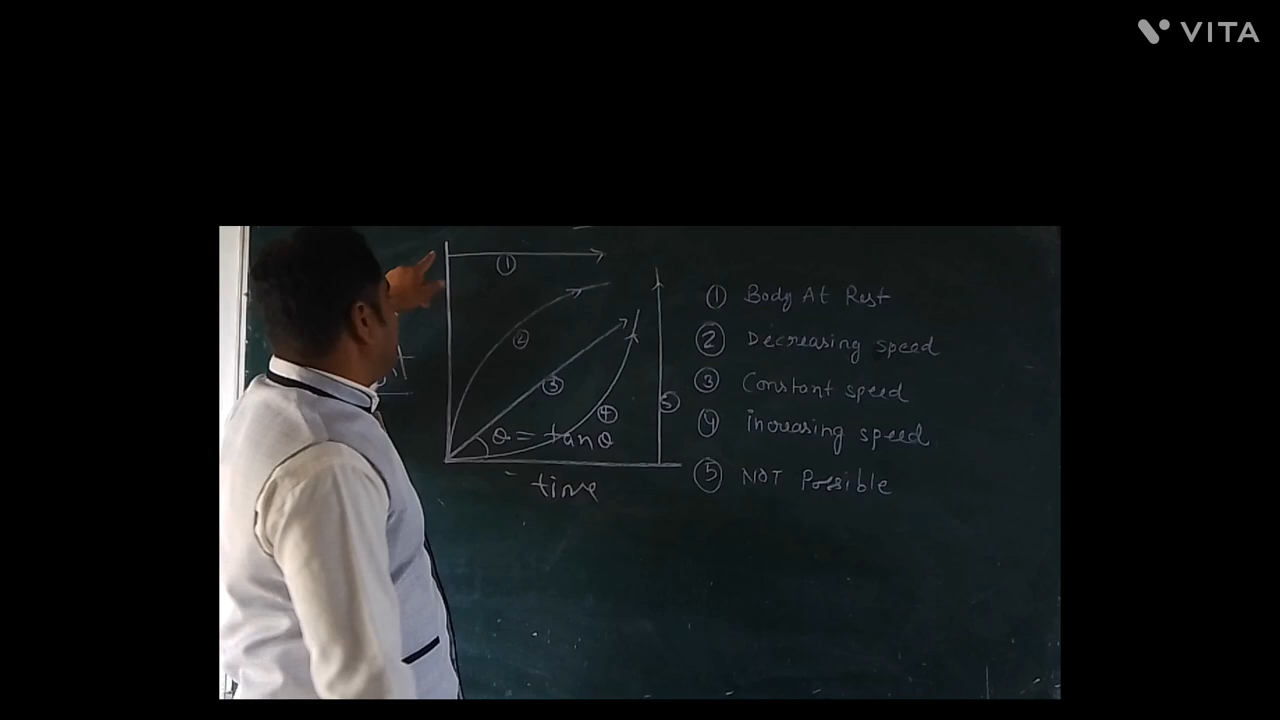 VITA
①
②
③
④
⑤
θ = tan θ
time
① Body At Rest
② Decreasing speed
③ Constant speed
④ increasing speed
⑤ NOT Possible